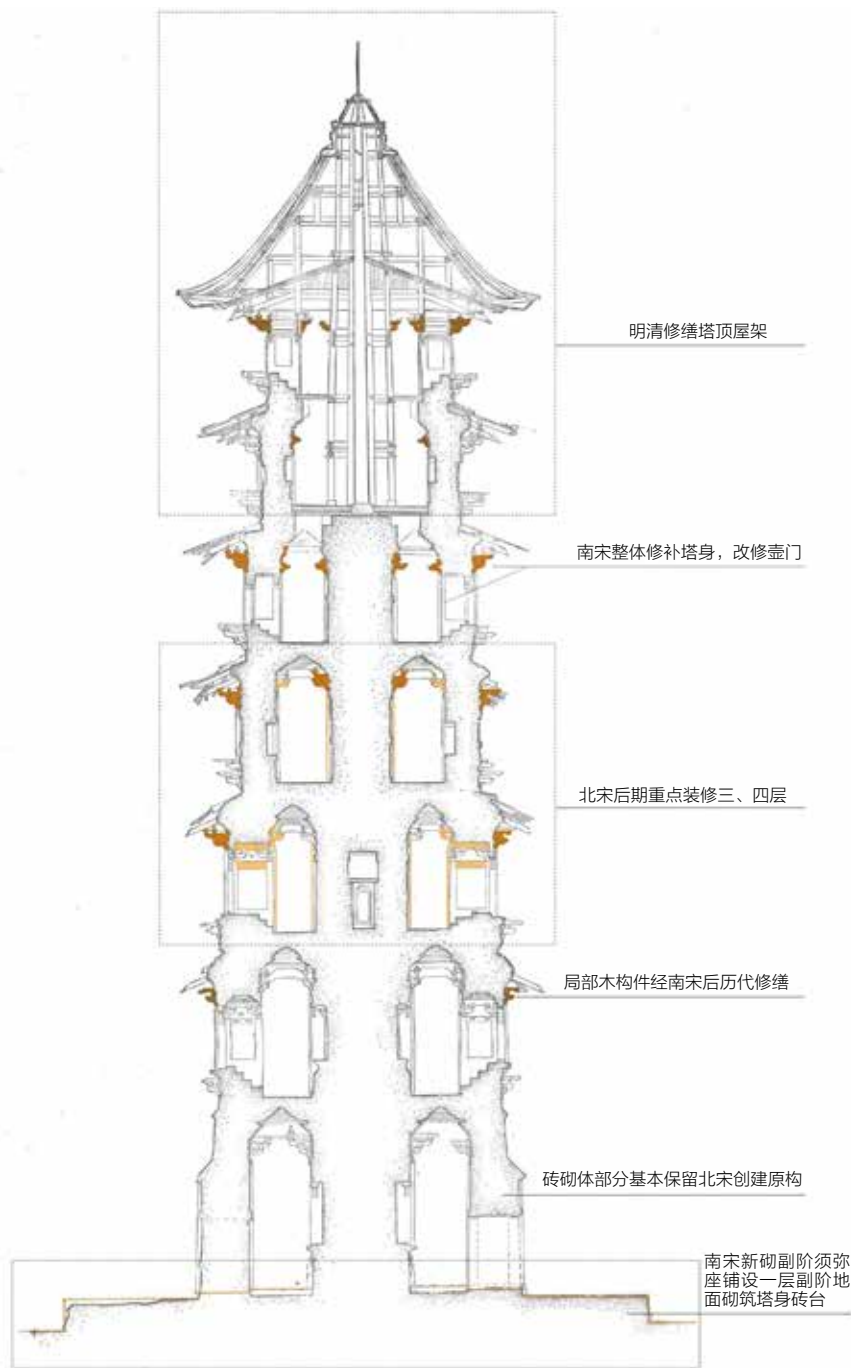 明清修缮塔顶屋架
南宋整体修补塔身，改修壸门
北宋后期重点装修三、四层
局部木构件经南宋后历代修缮
砖砌体部分基本保留北宋创建原构
南宋新砌副阶须弥
座铺设一层副阶地
面砌筑塔身砖台